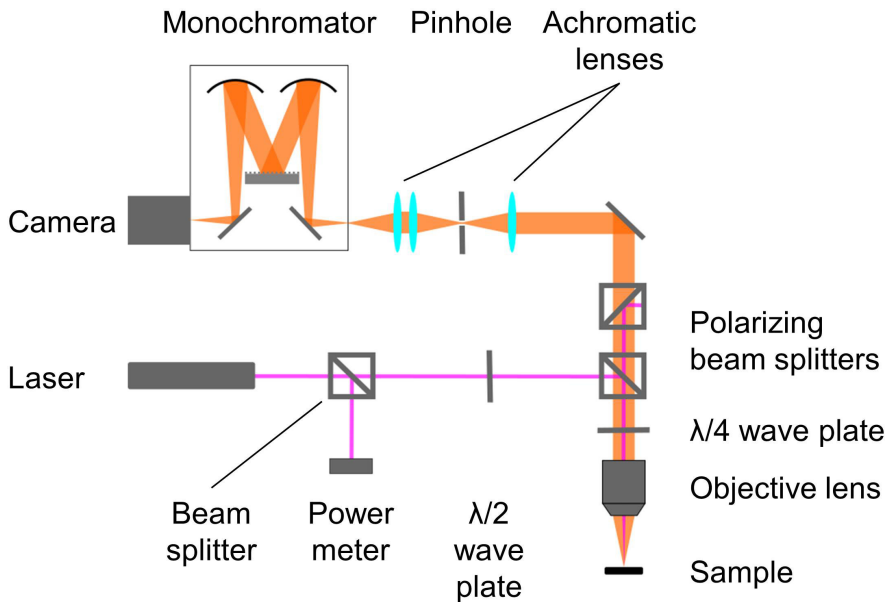 Monochromator
Pinhole
Achromatic
lenses
Camera
Polarizing
beam splitters
Laser
λ/4 wave plate
Objective lens
Beam
splitter
Power
meter
λ/2
wave
plate
Sample